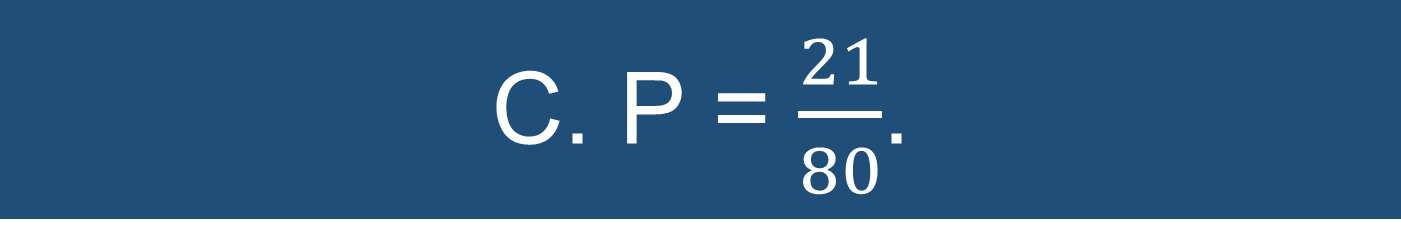 C. P = 21/80.